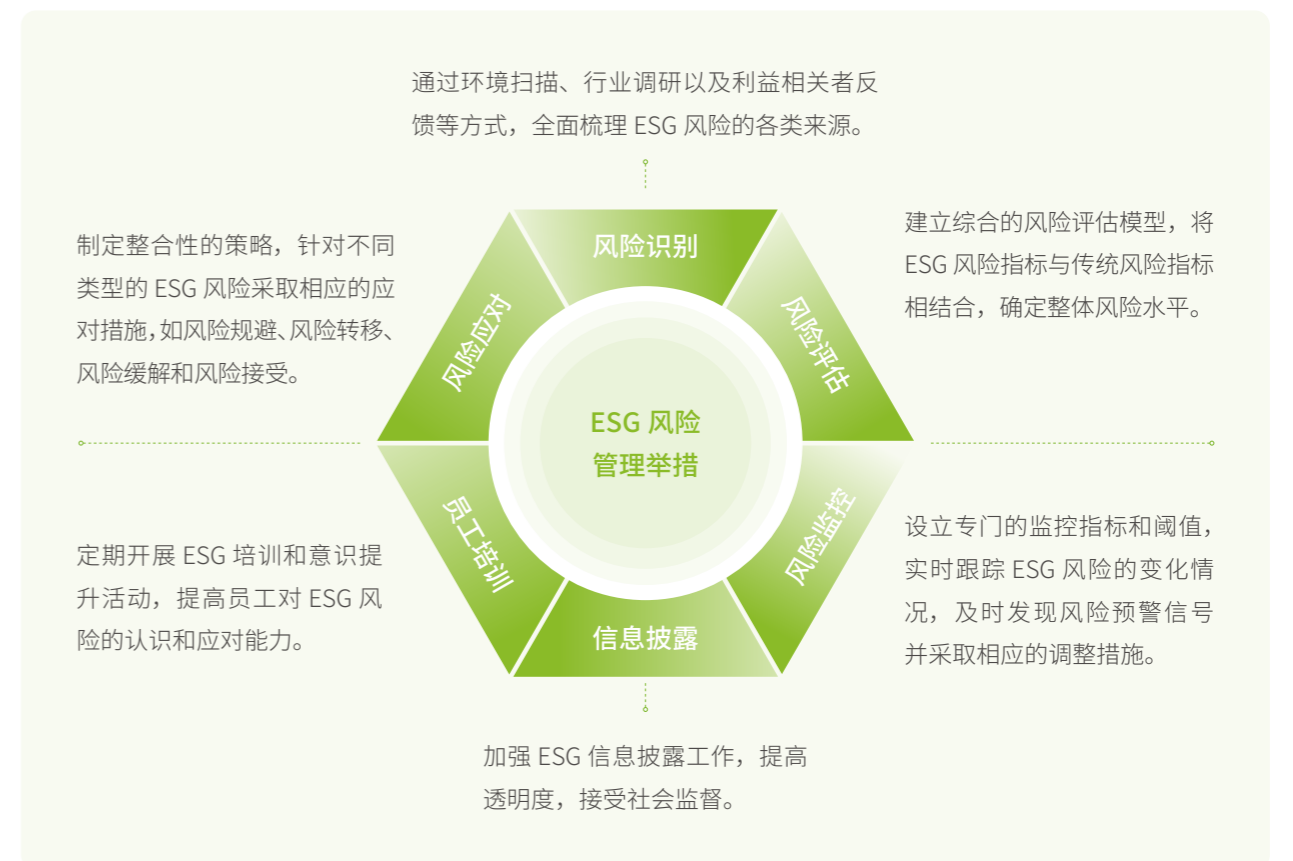 通过环境扫描、行业调研以及利益相关者反
馈等方式，全面梳理 ESG 风险的各类来源。
风险识别
建立综合的风险评估模型，将
ESG 风险指标与传统风险指标
相结合，确定整体风险水平。
风险评估
制定整合性的策略，针对不同
类型的 ESG 风险采取相应的应
对措施，如风险规避、风险转移、
风险缓解和风险接受。
风险应对
ESG 风险
管理举措
定期开展 ESG 培训和意识提
升活动，提高员工对 ESG 风
险的认识和应对能力。
员工培训
风险监控
设立专门的监控指标和阈值，
实时跟踪 ESG 风险的变化情
况，及时发现风险预警信号
并采取相应的调整措施。
信息披露
加强 ESG 信息披露工作，提高
透明度，接受社会监督。